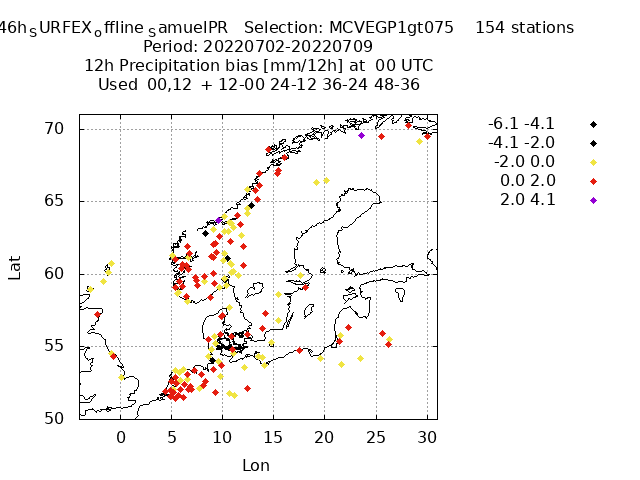 46hSURFEXoffline SamuelPR   Selection: MCVEGP1gt075    154 stations
Period: 20220702-20220709
12h Precipitation bias [mm/12h] at  00 UTC
Used  00,12  + 12-00 24-12 36-24 48-36
-6.1 -4.1
-4.1 -2.0
-2.0 0.0
0.0 2.0
2.0 4.1
70
65
60
55
50
Lat
0 5 10 15 20 25 30
Lon